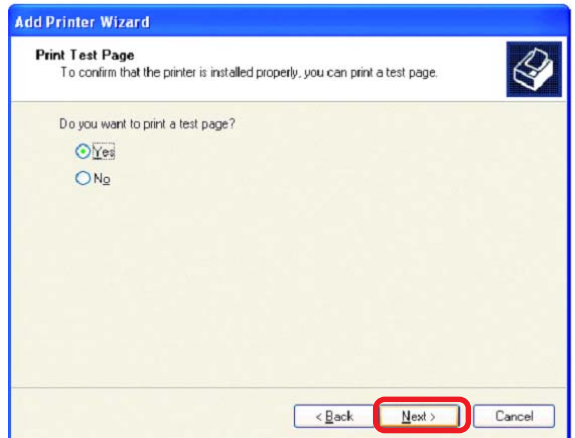 Add Printer Wizard
Print Test Page
To confirm that the printer is installed properly, you can print a test page.
Do you want to print a test page?
Yes
No
< Back
Next >
Cancel